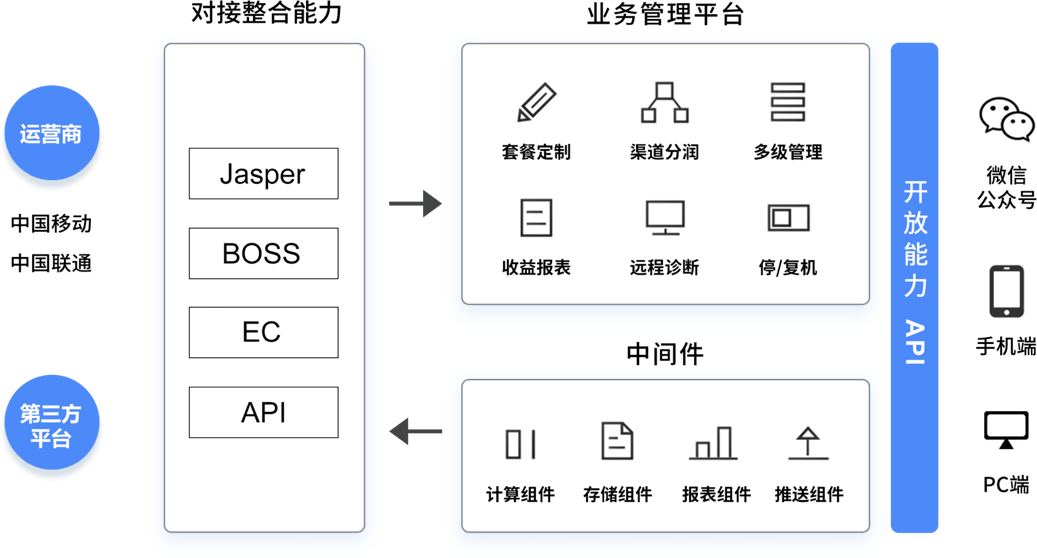 对接整合能力
业务管理平台
运营商
中国移动
中国联通
第三方
平台
Jasper
BOSS
EC
API
套餐定制
渠道分润
多级管理
收益报表
远程诊断
停/复机
中间件
计算组件
存储组件
报表组件
推送组件
开放能力 API
微信
公众号
手机端
PC端